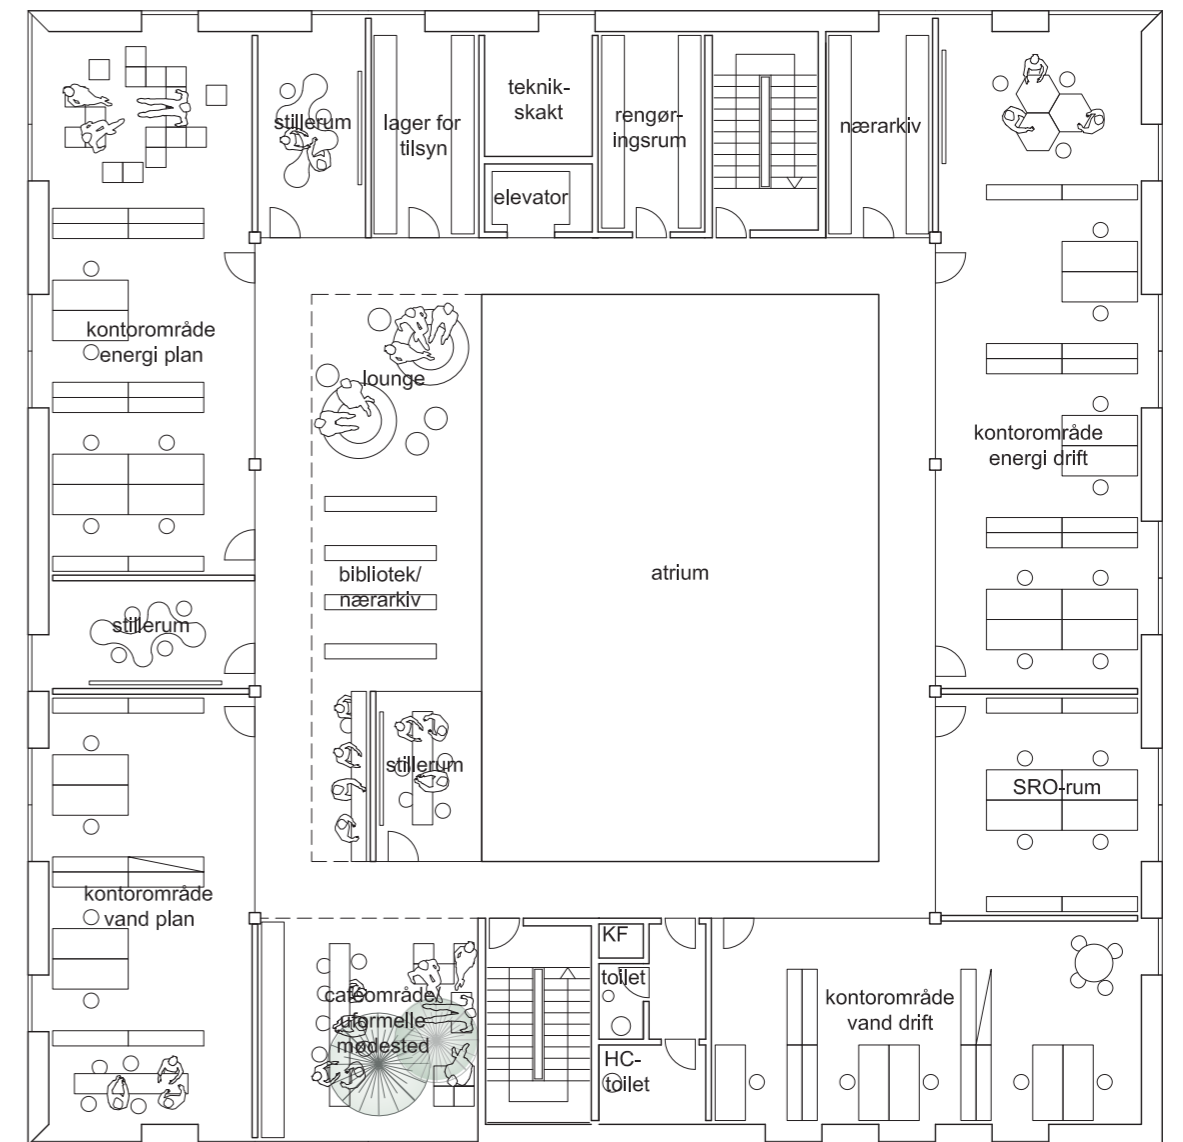 teknik-
skakt
stillerum
lager for
tilsyn
rengør-
ingsrum
nærarkiv
elevator
kontorområde
energi plan
lounge
kontorområde
energi drift
bibliotek/
nærarkiv
atrium
stillerum
stillerum
SRO-rum
kontorområde
vand plan
KF
toilet
caféområde/
uformelle
mødested
kontorområde
vand drift
HC-
toilet